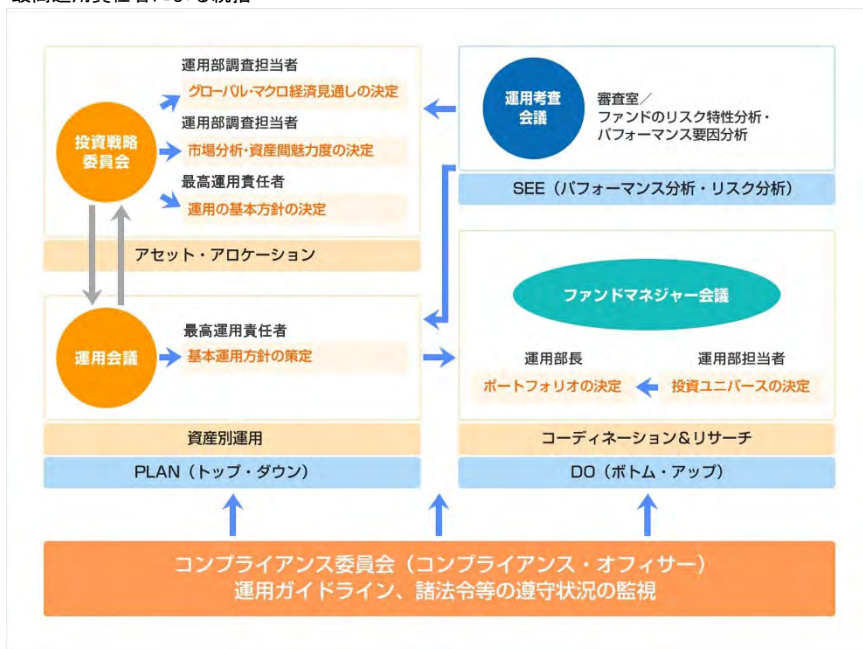 運用部調査担当者
グローバル・マクロ経済見通しの決定
投資戦略
委員会
運用部調査担当者
市場分析・資産間魅力度の決定
最高運用責任者
運用の基本方針の決定
アセット・アロケーション
運用考査
会議
審査室／
ファンドのリスク特性分析・
パフォーマンス要因分析
SEE（パフォーマンス分析・リスク分析）
運用会議
最高運用責任者
基本運用方針の策定
資産別運用
PLAN（トップ・ダウン）
ファンドマネジャー会議
運用部長
ポートフォリオの決定
運用部担当者
投資ユニバースの決定
コーディネーション＆リサーチ
DO（ボトム・アップ）
コンプライアンス委員会（コンプライアンス・オフィサー）
運用ガイドライン、諸法令等の遵守状況の監視